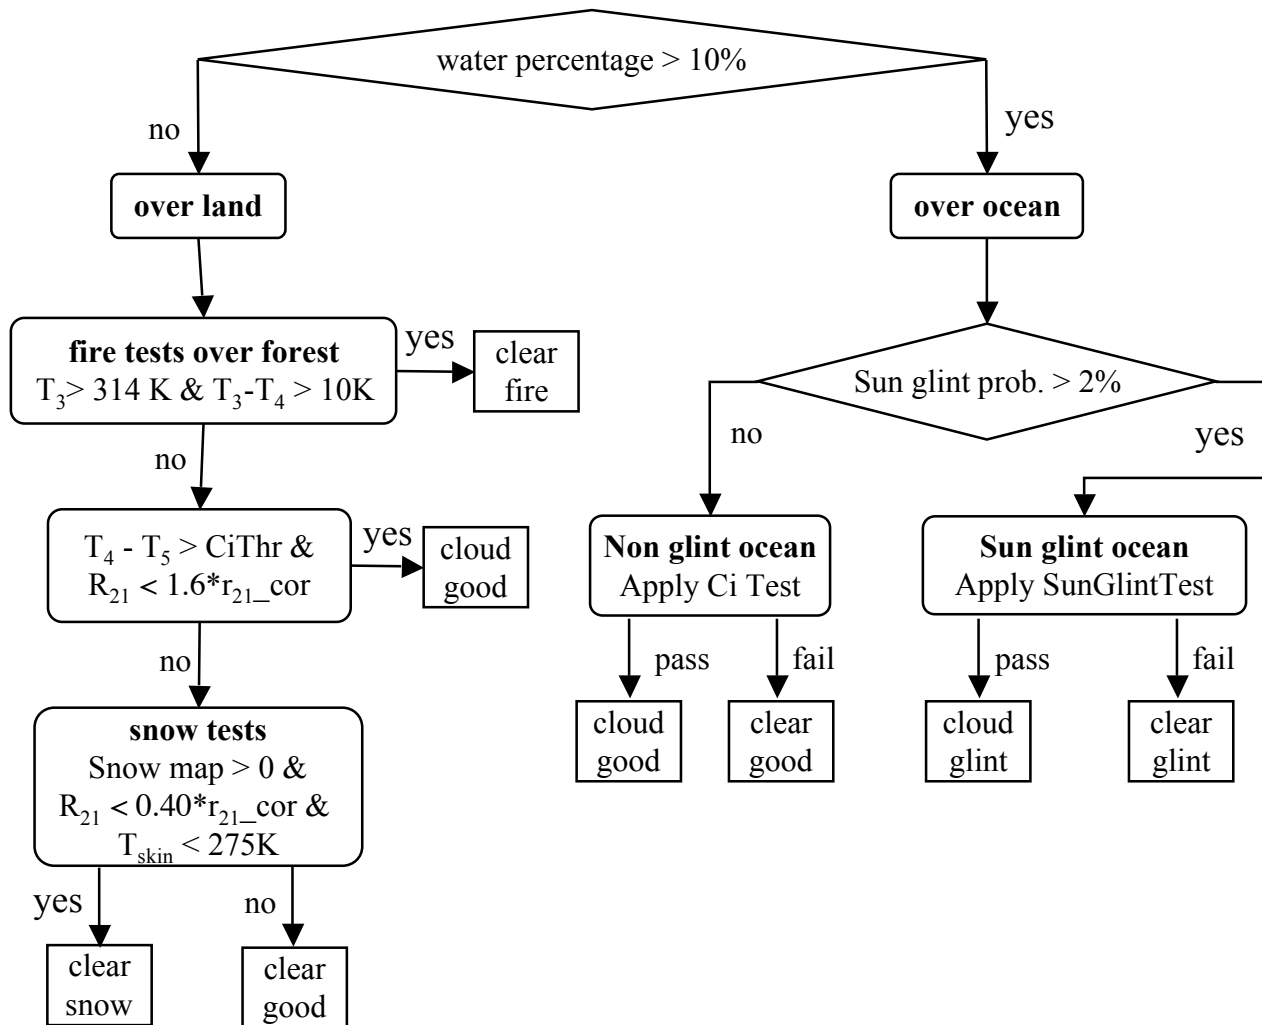 water percentage > 10%
no
yes
over land
over ocean
fire tests over forest
T₃> 314 K & T₃-T₄ > 10K
yes
clear
fire
Sun glint prob. > 2%
no
yes
no
T₄ - T₅ > CiThr &
R₂₁ < 1.6*r₂₁_cor
yes
cloud
good
Non glint ocean
Apply Ci Test
Sun glint ocean
Apply SunGlintTest
no
pass
fail
pass
fail
cloud
good
clear
good
cloud
glint
clear
glint
snow tests
Snow map > 0 &
R₂₁ < 0.40*r₂₁_cor &
Tskin < 275K
yes
no
clear
snow
clear
good